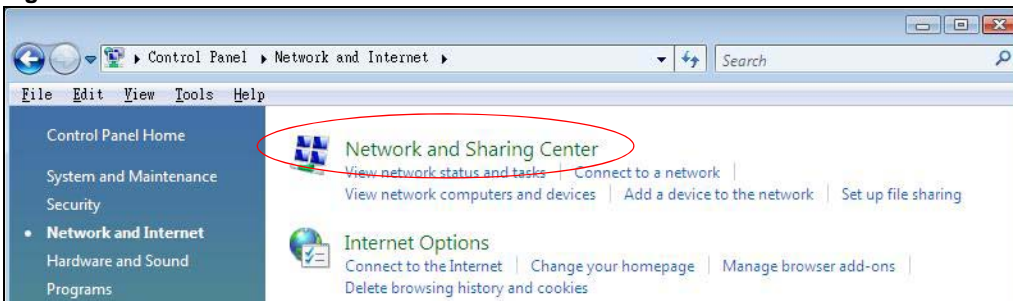 Control Panel Network and Internet
Search
File Edit View Tools Help
Control Panel Home
System and Maintenance
Security
• Network and Internet
Hardware and Sound
Programs
Network and Sharing Center
View network status and tasks | Connect to a network |
View network computers and devices | Add a device to the network | Set up file sharing
Internet Options
Connect to the Internet | Change your homepage | Manage browser add-ons |
Delete browsing history and cookies